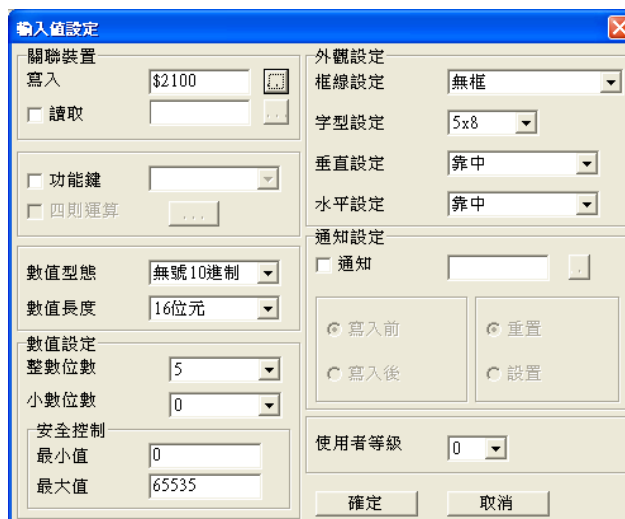 輸入值設定
關聯裝置
寫入 $2100 ...
讀取 ...
功能鍵
四則運算 ...
數值型態 無號10進制
數值長度 16位元
數值設定
整數位數 5
小數位數 0
安全控制
最小值 0
最大值 65535
外觀設定
框線設定 無框
字型設定 5x8
垂直設定 靠中
水平設定 靠中
通知設定
通知 .
寫入前 重置
寫入後 設置
使用者等級 0
確定 取消